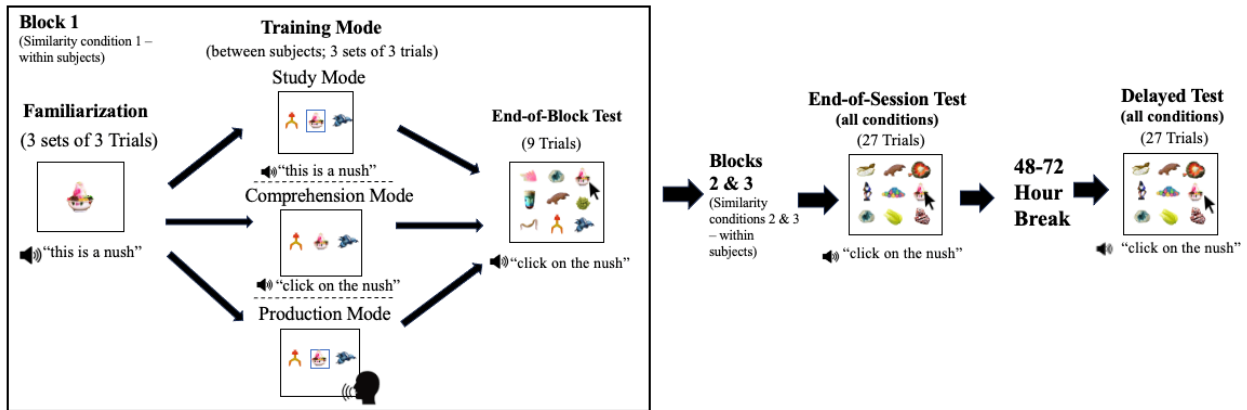 Block 1
(Similarity condition 1 –
within subjects)
Training Mode
(between subjects; 3 sets of 3 trials)
Familiarization
(3 sets of 3 Trials)
"this is a nush"
Study Mode
"this is a nush"
Comprehension Mode
"click on the nush"
Production Mode
End-of-Block Test
(9 Trials)
"click on the nush"
Blocks
2 & 3
(Similarity
conditions 2 & 3
– within
subjects)
End-of-Session Test
(all conditions)
(27 Trials)
"click on the nush"
48-72
Hour
Break
Delayed Test
(all conditions)
(27 Trials)
"click on the nush"